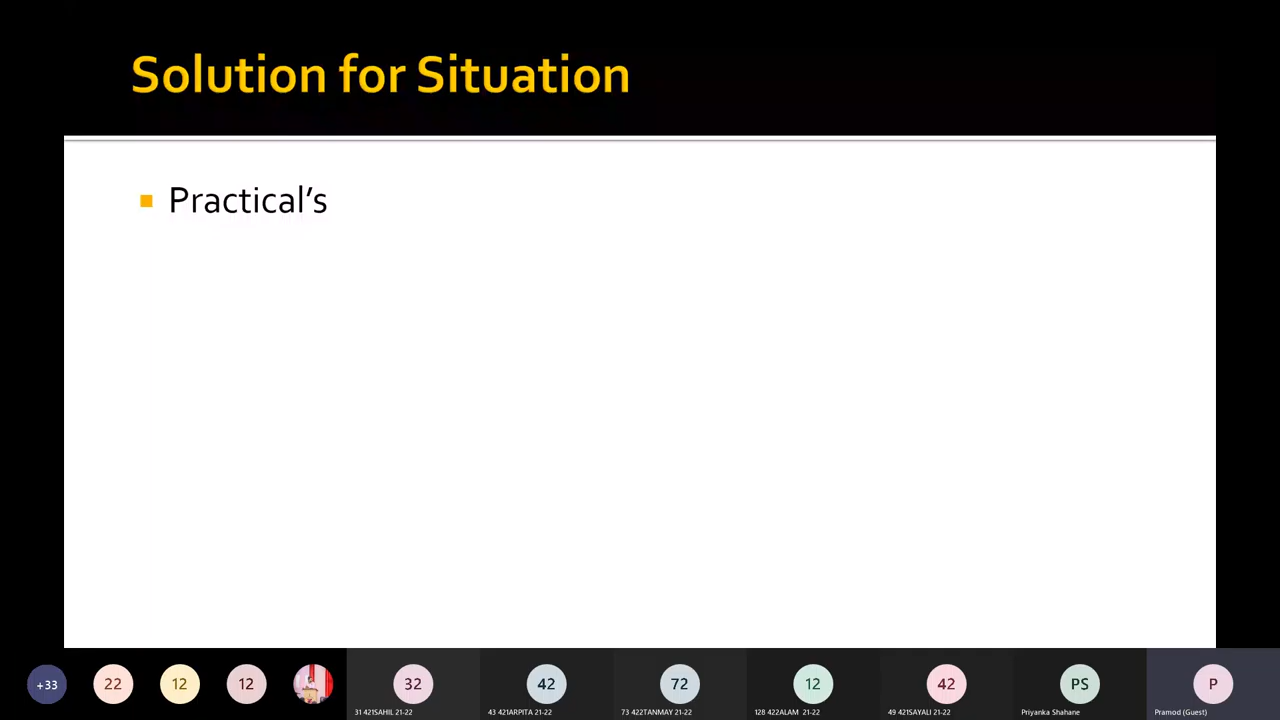 Solution for Situation
Practical's
+33
22
12
12
32
42
72
12
42
PS
P
31 421SAHIL 21-22
43 421ARPITA 21-22
73 422TANMAY 21-22
128 422ALAM 21-22
49 421SAYALI 21-22
Priyanka Shahane
Pramod (Guest)